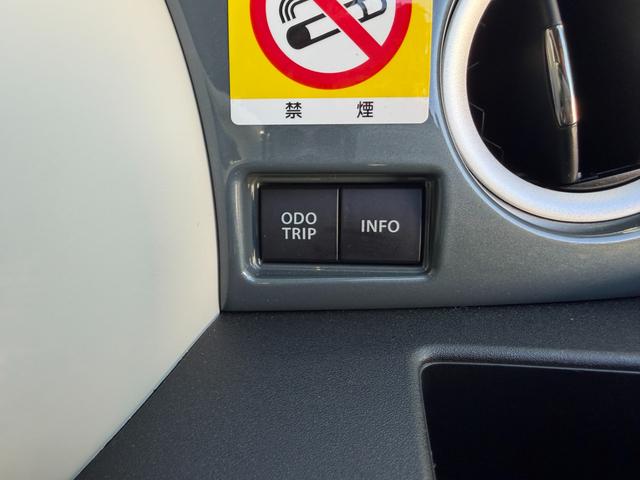 禁 煙
ODO
TRIP
INFO